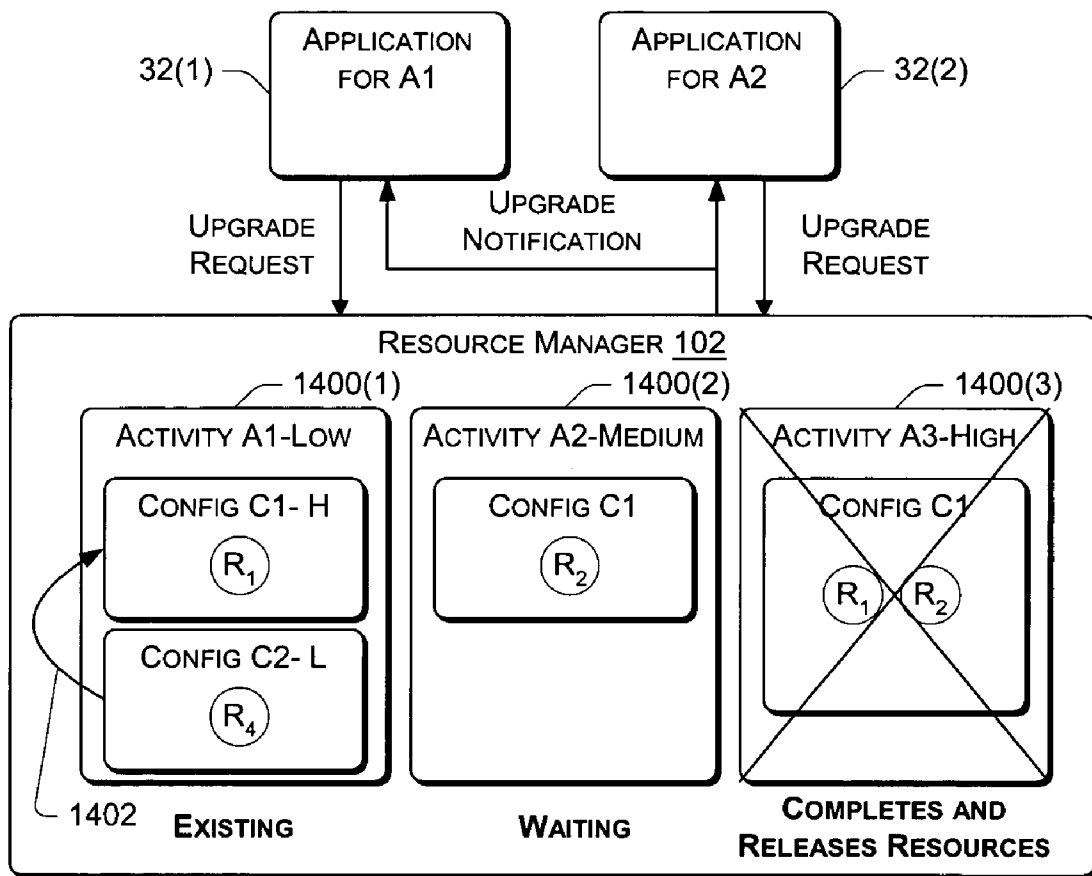 APPLICATION
FOR A1
32(1)
APPLICATION
FOR A2
32(2)
UPGRADE
REQUEST
UPGRADE
NOTIFICATION
UPGRADE
REQUEST
RESOURCE MANAGER 102
1400(1)
1400(2)
1400(3)
ACTIVITY A1-LOW
CONFIG C1- H
R1
CONFIG C2- L
R4
1402
EXISTING
ACTIVITY A2-MEDIUM
CONFIG C1
R2
WAITING
ACTIVITY A3-HIGH
CONFIG C1
R1 R2
COMPLETES AND
RELEASES RESOURCES